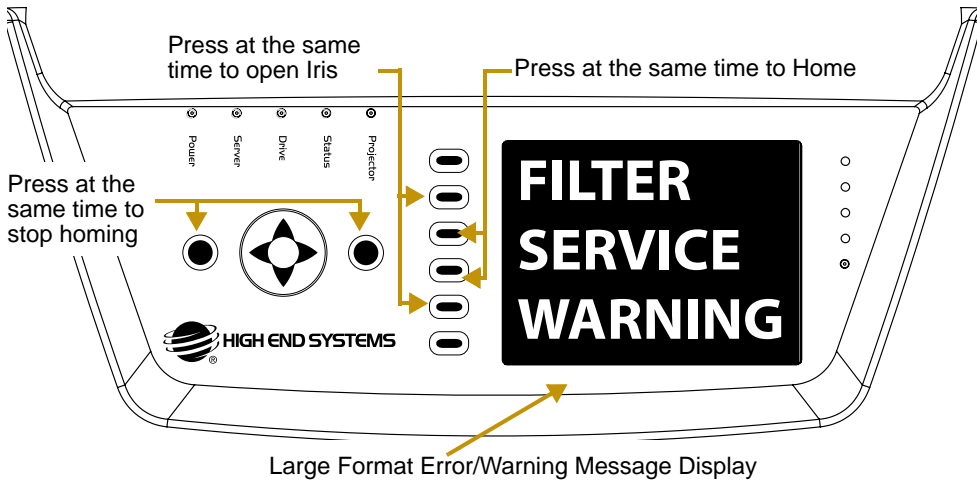 Press at the same
time to open Iris
Press at the same time to Home
Power
Server
Drive
Status
Projector
Press at the
same time to
stop homing
FILTER
SERVICE
WARNING
HIGH END SYSTEMS
®
Large Format Error/Warning Message Display